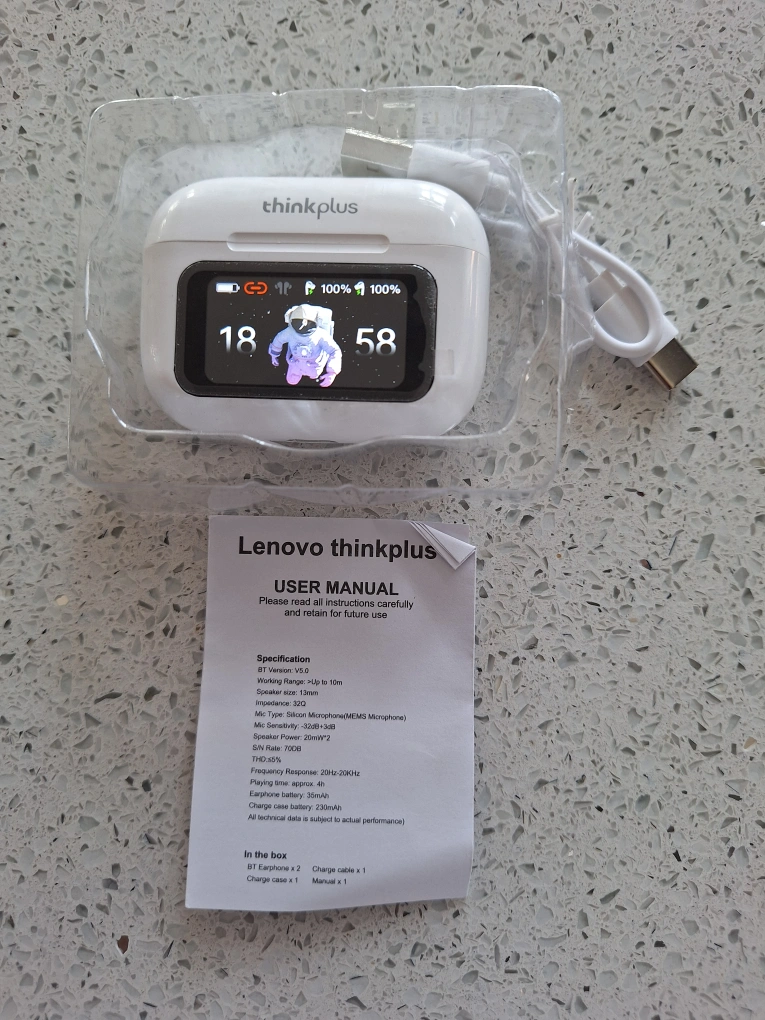 thinkplus
100% 100%
18 58
Lenovo thinkplus
USER MANUAL
Please read all instructions carefully
and retain for future use
Specification
BT Version: V5.0
Working Range: >Up to 10m
Speaker size: 13mm
Impedance: 32Ω
Mic Type: Silicon Microphone(MEMS Microphone)
Mic Sensitivity: -32dB+3dB
Speaker Power: 20mW*2
S/N Rate: 70DB
THD:≤5%
Frequency Response: 20Hz-20KHz
Playing time: approx. 4h
Earphone battery: 35mAh
Charge case battery: 230mAh
All technical data is subject to actual performance)
In the box
BT Earphone x 2 Charge cable x 1
Charge case x 1 Manual x 1